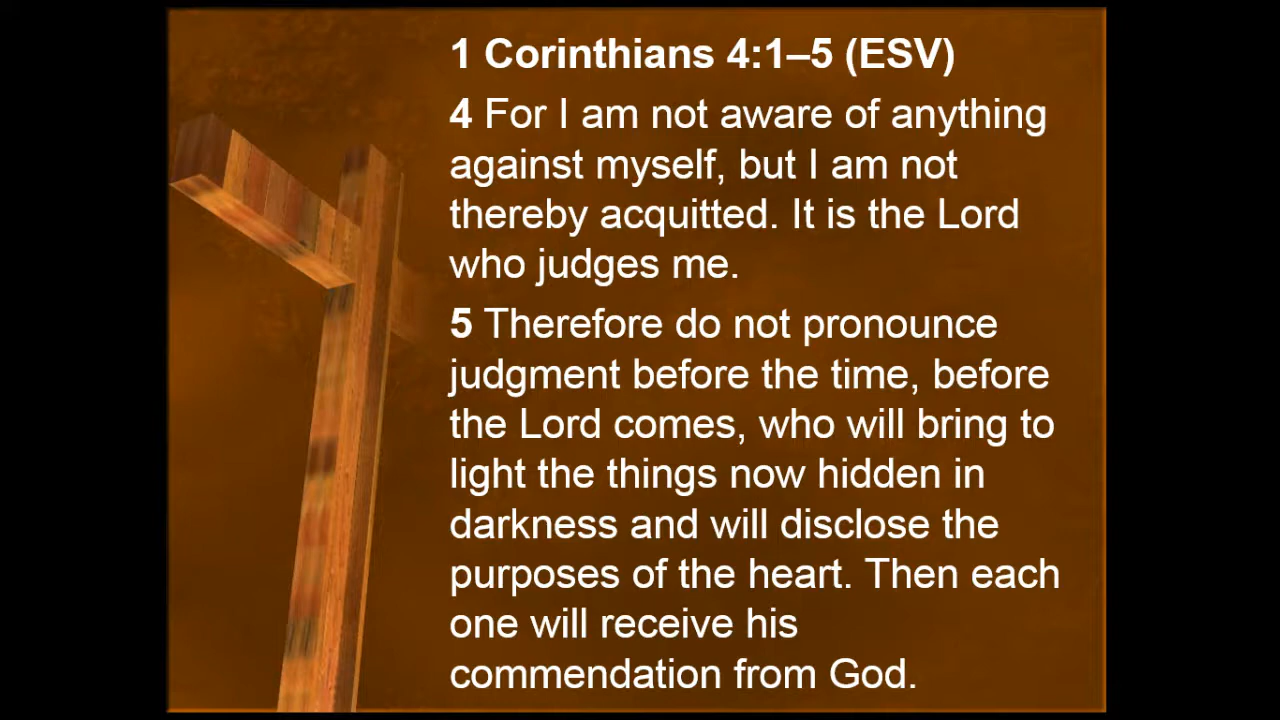 1 Corinthians 4:1–5 (ESV)
4 For I am not aware of anything
against myself, but I am not
thereby acquitted. It is the Lord
who judges me.
5 Therefore do not pronounce
judgment before the time, before
the Lord comes, who will bring to
light the things now hidden in
darkness and will disclose the
purposes of the heart. Then each
one will receive his
commendation from God.